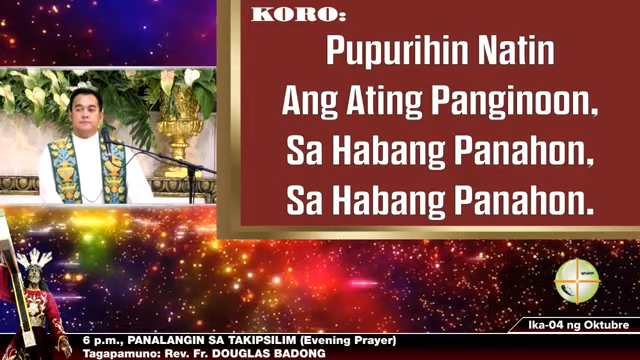 KORO:
Pupurihin Natin
Ang Ating Panginoon,
Sa Habang Panahon,
Sa Habang Panahon.
Ika-04 ng Oktubre
6 p.m., PANALANGIN SA TAKIPSILIM (Evening Prayer)
Tagapamuno: Rev. Fr. DOUGLAS BADONG